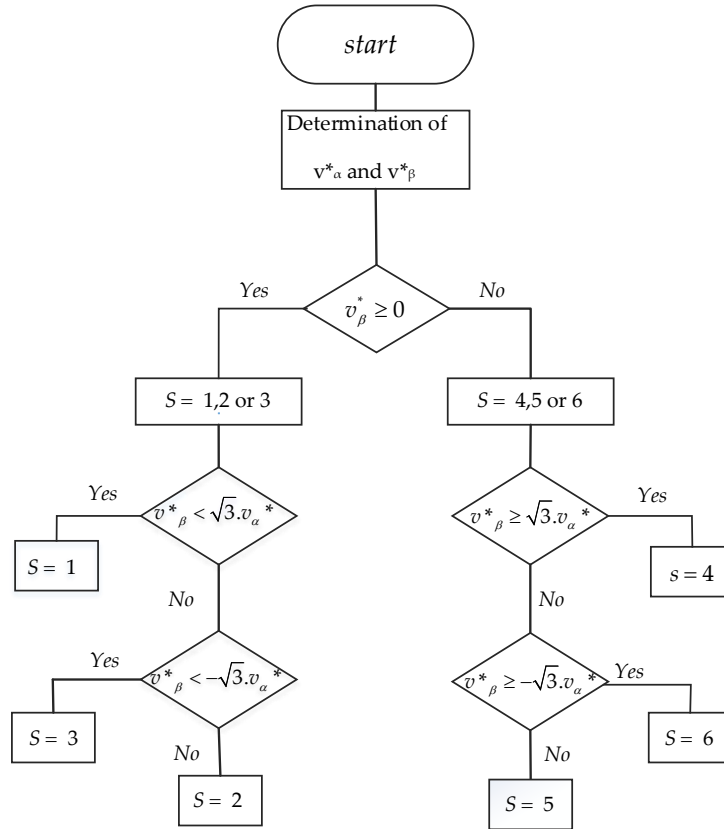 start
Determination of
v*α and v*β
Yes
v*β ≥ 0
No
S = 1,2 or 3
S = 4,5 or 6
Yes
v*β < √3.vα*
v*β ≥ √3.vα*
Yes
S = 1
s = 4
No
No
Yes
v*β < −√3.vα*
v*β ≥ −√3.vα*
Yes
S = 3
No
No
S = 6
S = 2
S = 5